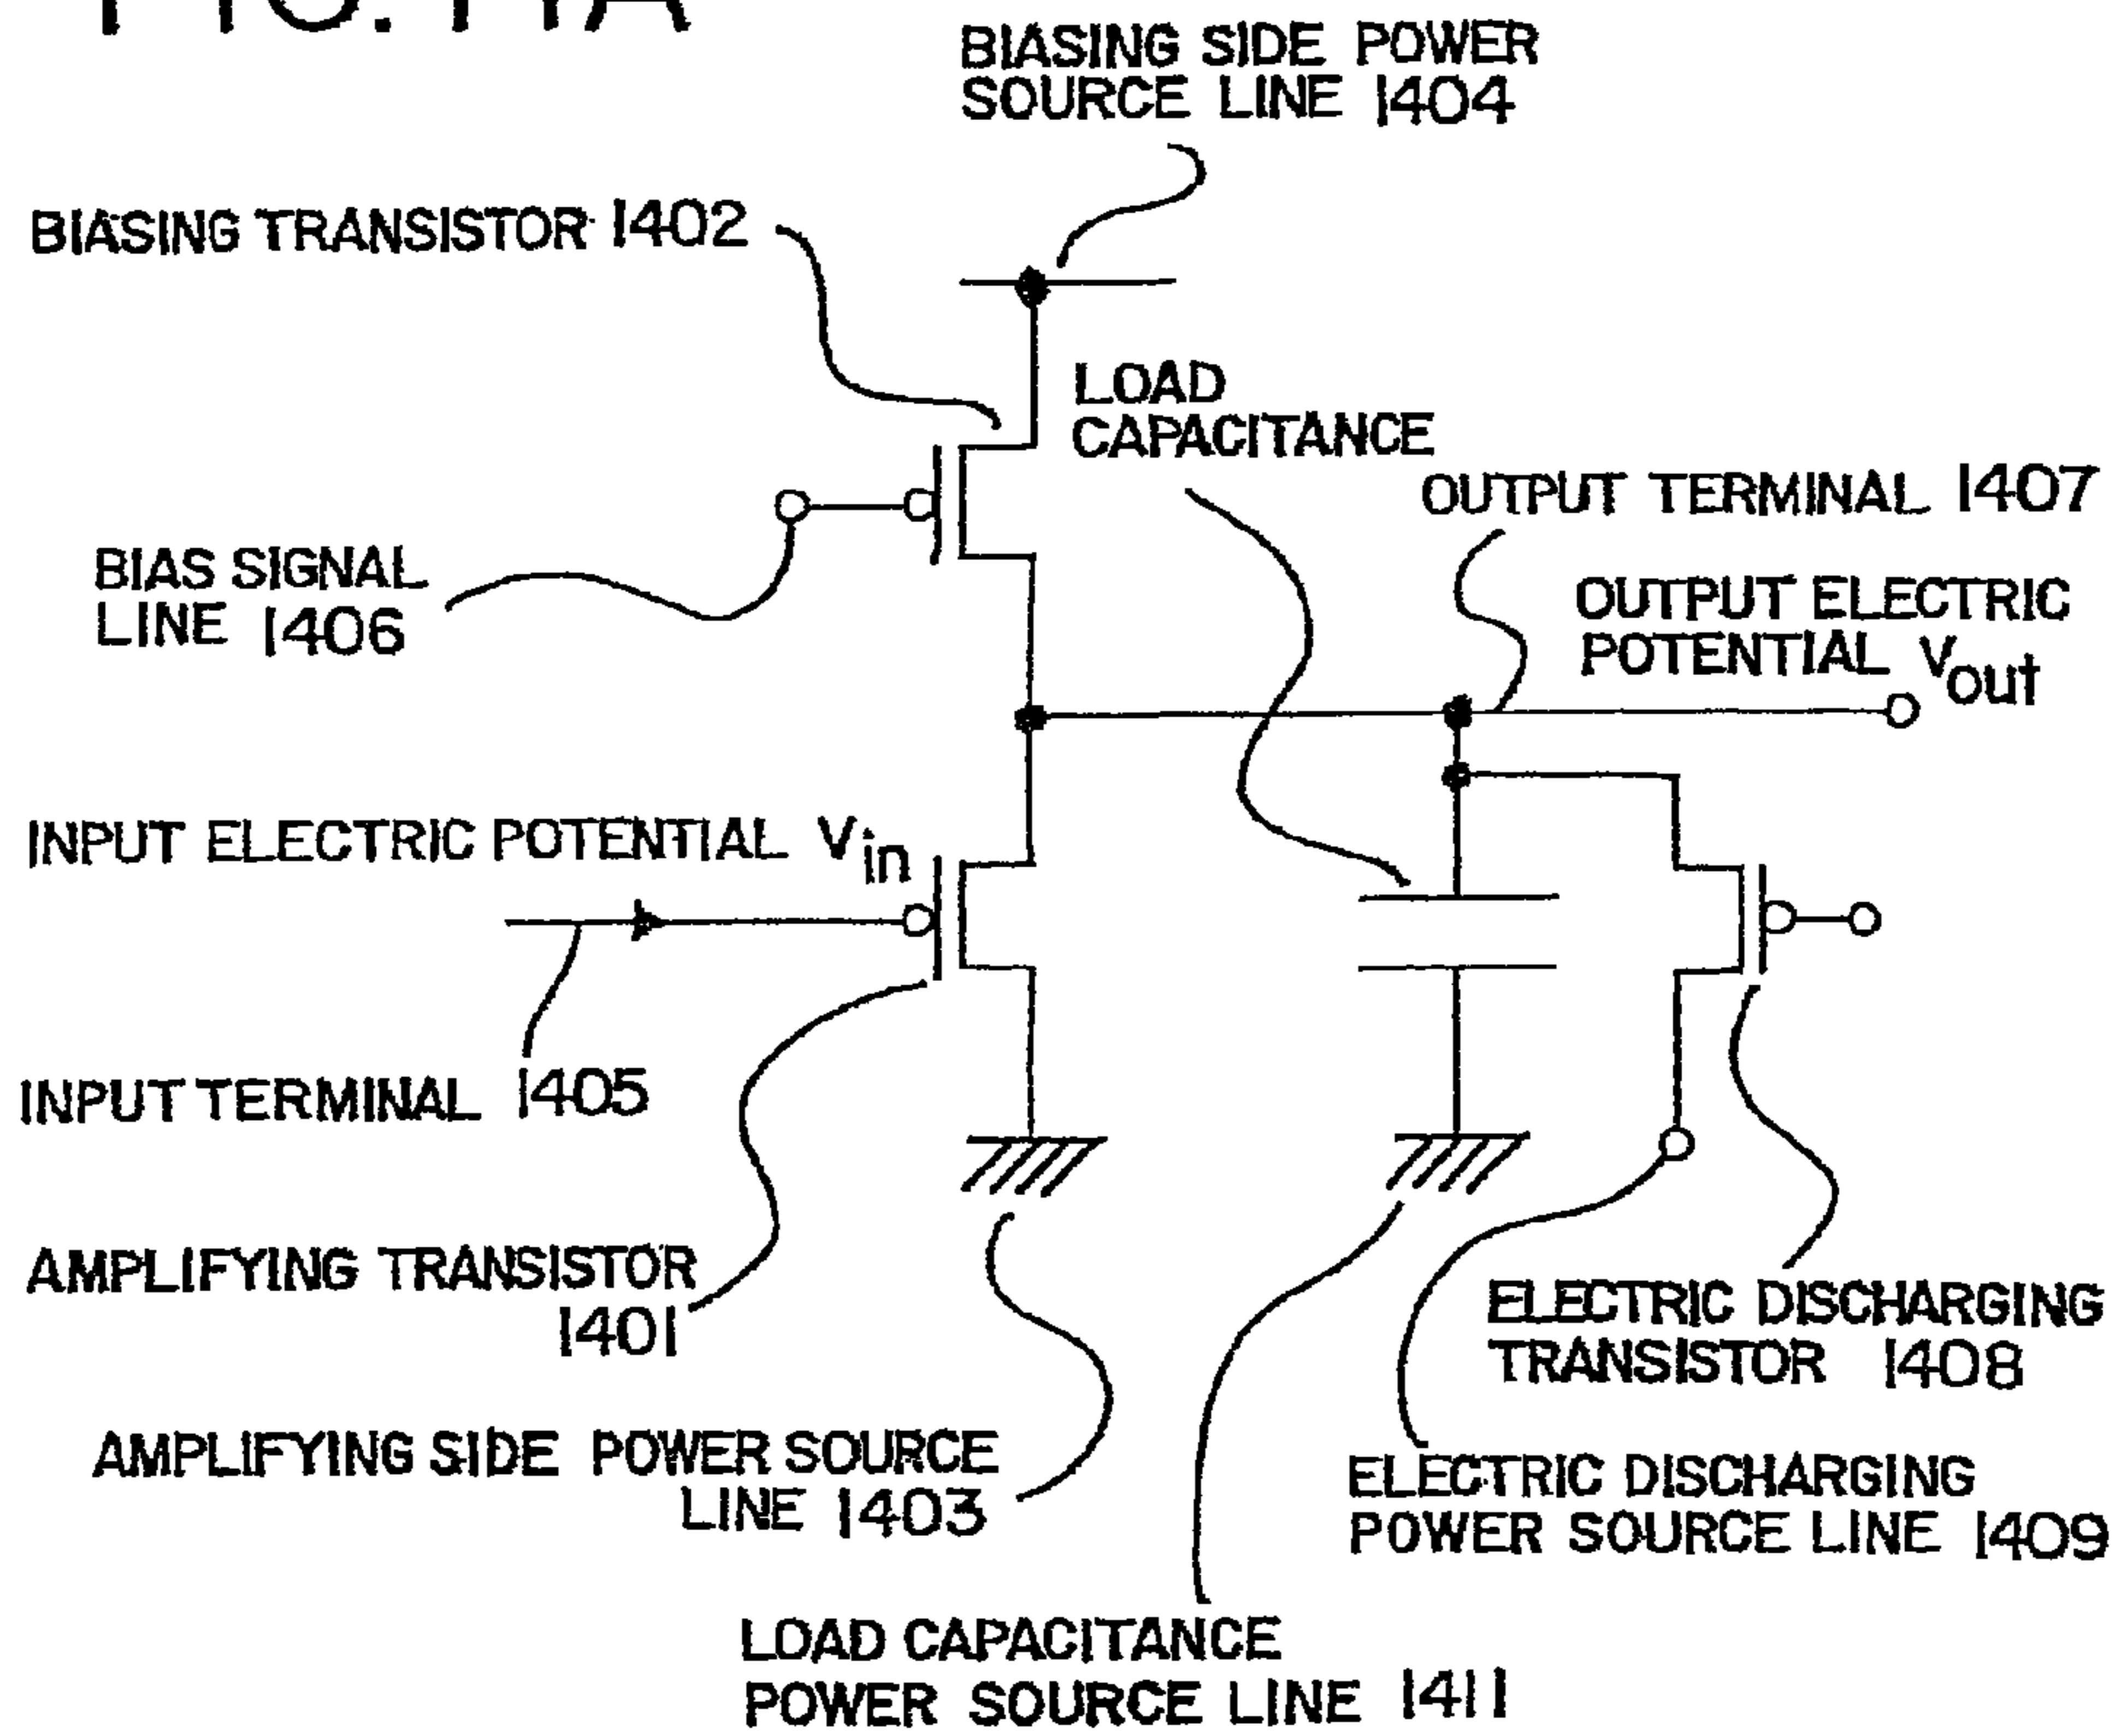 BIASING SIDE POWER
SOURCE LINE 1404
BIASING TRANSISTOR 1402
LOAD
CAPACITANCE
OUTPUT TERMINAL 1407
BIAS SIGNAL
LINE 1406
OUTPUT ELECTRIC
POTENTIAL Vout
INPUT ELECTRIC POTENTIAL Vin
INPUT TERMINAL 1405
AMPLIFYING TRANSISTOR
1401
ELECTRIC DISCHARGING
TRANSISTOR 1408
AMPLIFYING SIDE POWER SOURCE
LINE 1403
ELECTRIC DISCHARGING
POWER SOURCE LINE 1409
LOAD CAPACITANCE
POWER SOURCE LINE 1411